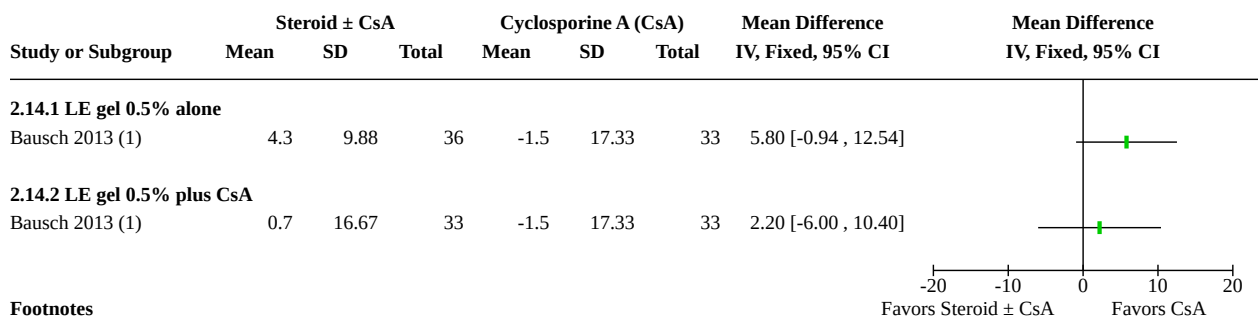 Steroid ± CsA Cyclosporine A (CsA) Mean Difference Mean Difference
Study or Subgroup Mean SD Total Mean SD Total IV, Fixed, 95% CI IV, Fixed, 95% CI
2.14.1 LE gel 0.5% alone
Bausch 2013 (1) 4.3 9.88 36 -1.5 17.33 33 5.80 [-0.94 , 12.54]
2.14.2 LE gel 0.5% plus CsA
Bausch 2013 (1) 0.7 16.67 33 -1.5 17.33 33 2.20 [-6.00 , 10.40]
-20 -10 0 10 20
Footnotes Favors Steroid ± CsA Favors CsA